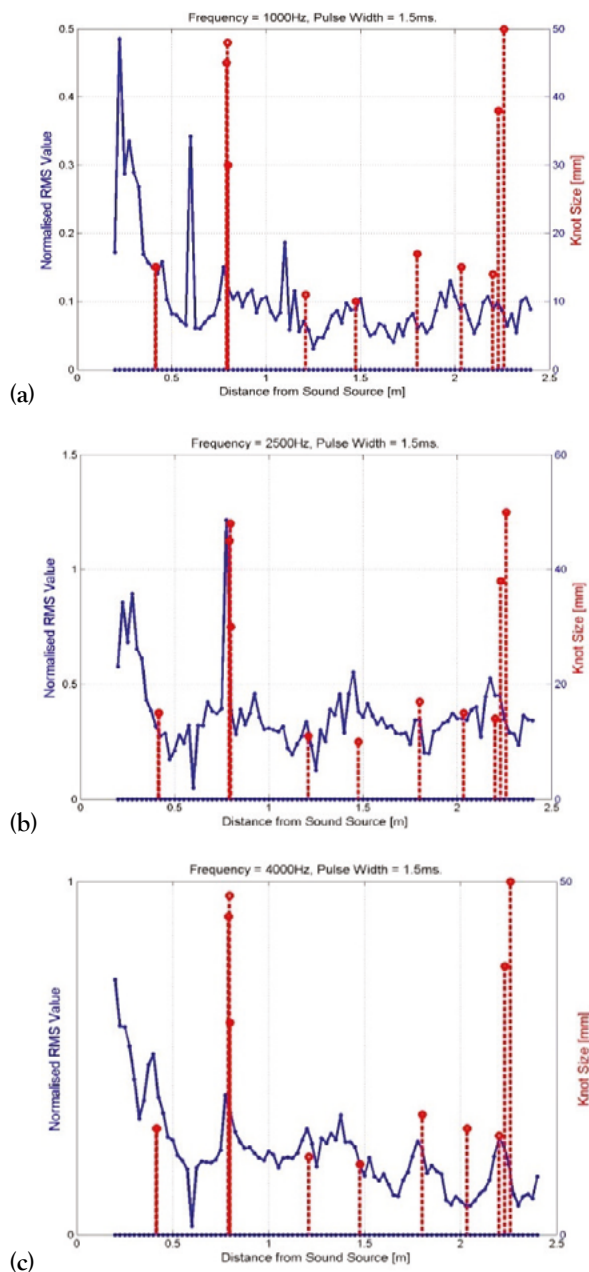 Frequency = 1000Hz, Pulse Width = 1.5ms.
0.5
0.4
0.3
0.2
0.1
0
Normalised RMS Value
50
40
30
20
10
0
Knot Size [mm]
0 0.5 1 1.5 2 2.5
Distance from Sound Source [m]
(a)
Frequency = 2500Hz, Pulse Width = 1.5ms.
1.5
1
0.5
0
Normalised RMS Value
60
40
20
0
Knot Size [mm]
0 0.5 1 1.5 2 2.5
Distance from Sound Source [m]
(b)
Frequency = 4000Hz, Pulse Width = 1.5ms.
1
0
Normalised RMS Value
50
0
Knot Size [mm]
0 0.5 1 1.5 2 2.5
Distance from Sound Source [m]
(c)